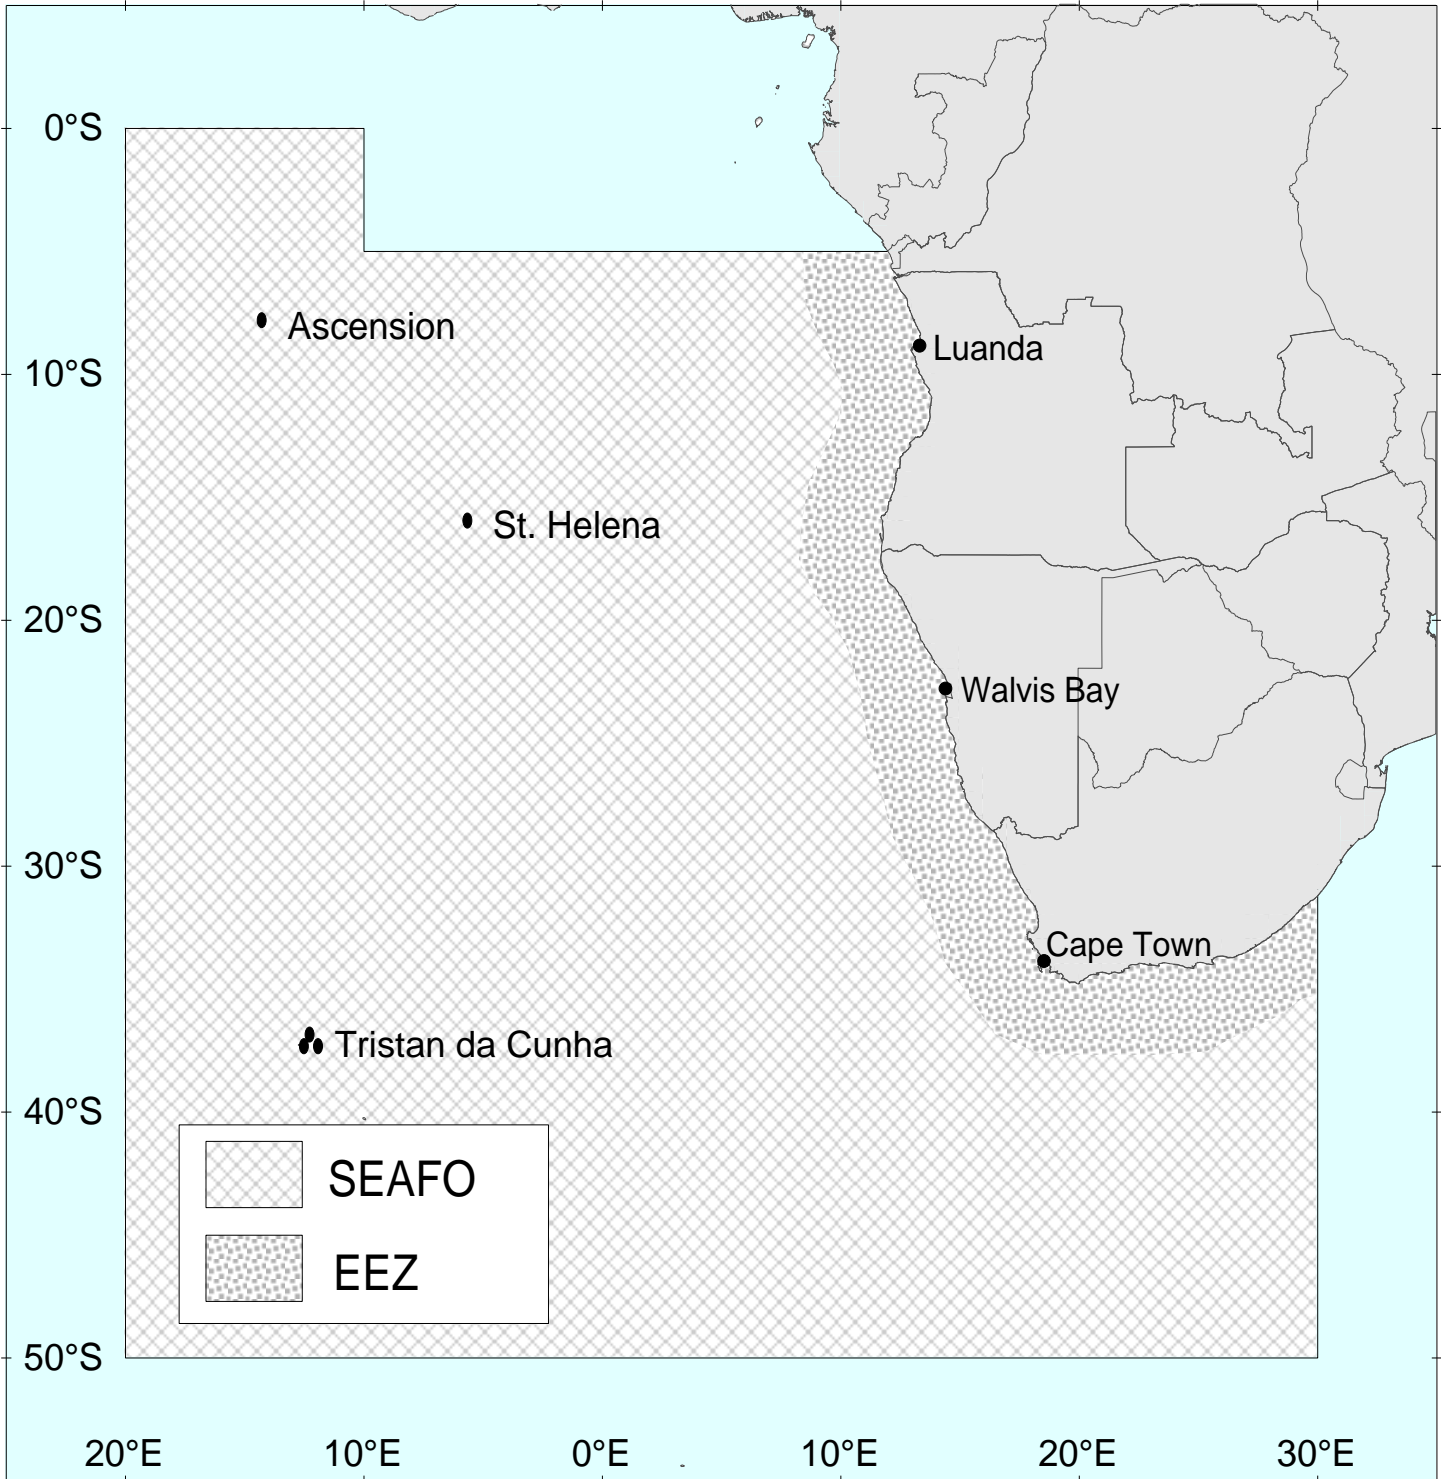 0°S
Ascension
Luanda
10°S
St. Helena
20°S
Walvis Bay
30°S
Cape Town
Tristan da Cunha
40°S
SEAFO
EEZ
50°S
20°E 10°E 0°E 10°E 20°E 30°E